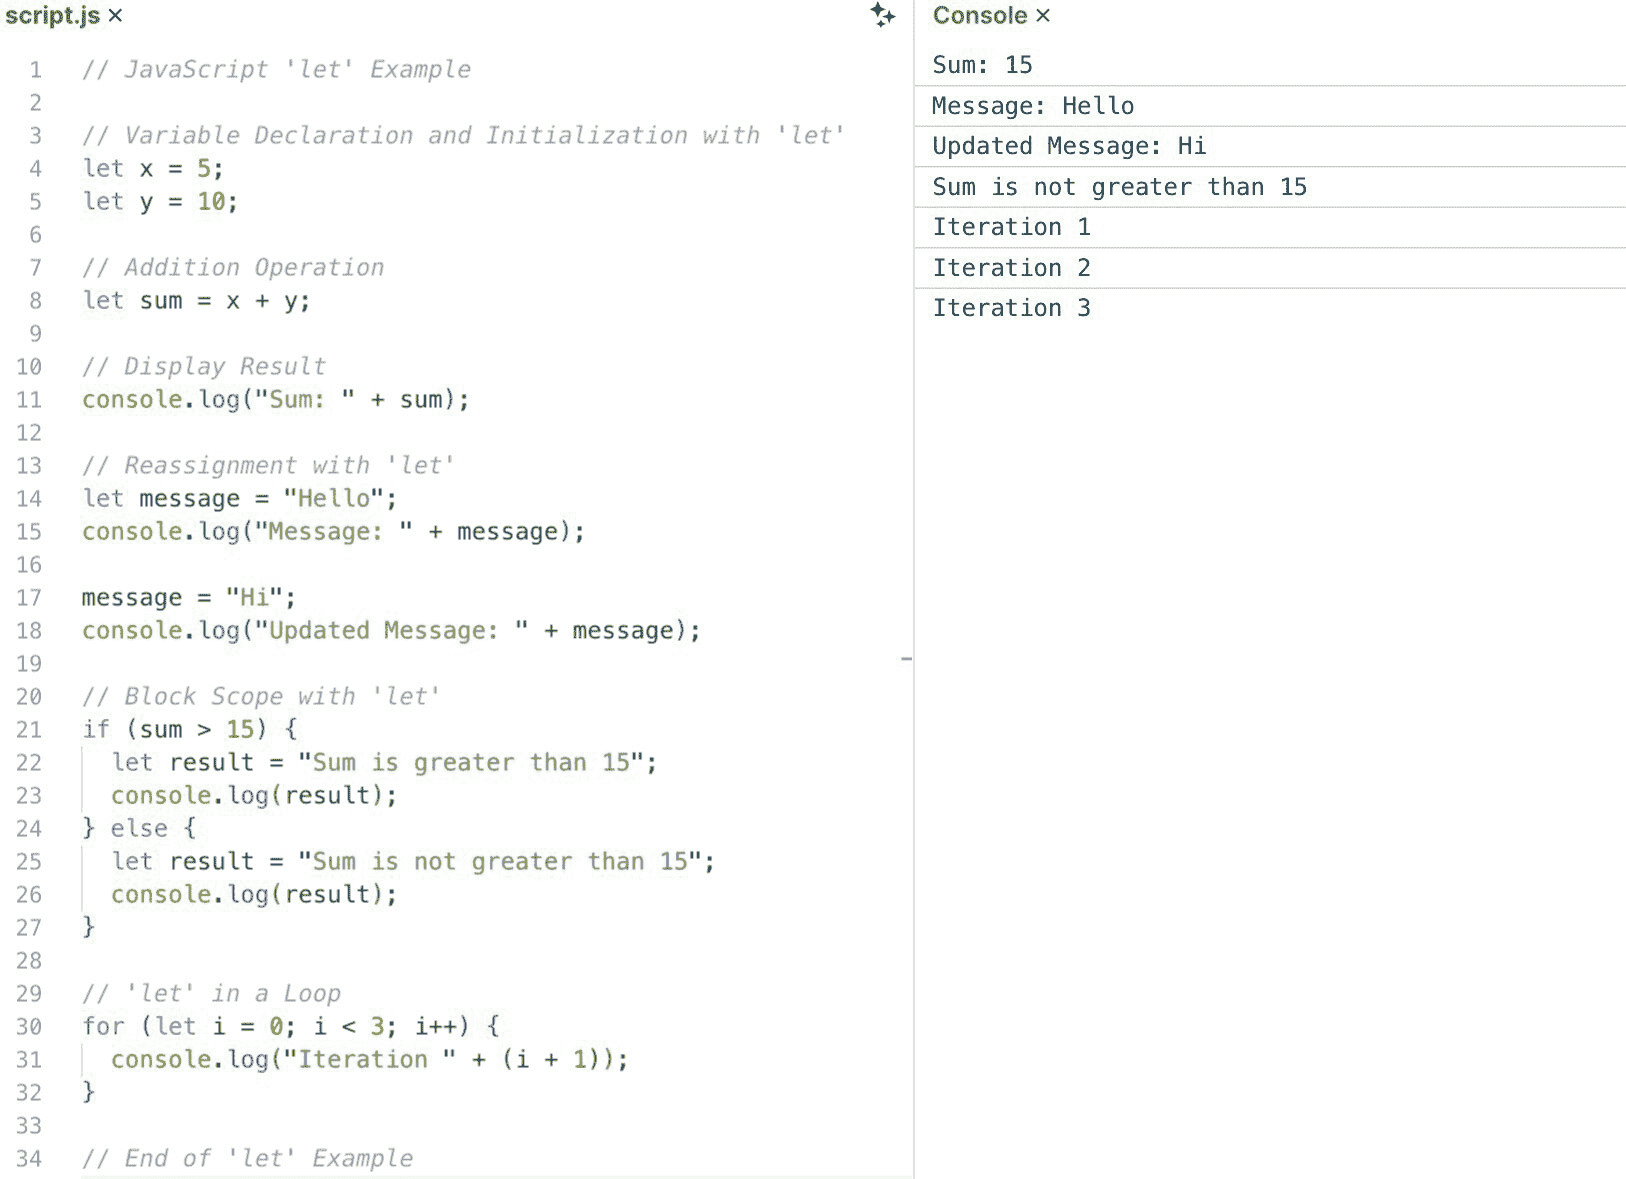 script.js ×
1 // JavaScript 'let' Example
2
3 // Variable Declaration and Initialization with 'let'
4 let x = 5;
5 let y = 10;
6
7 // Addition Operation
8 let sum = x + y;
9
10 // Display Result
11 console.log("Sum: " + sum);
12
13 // Reassignment with 'let'
14 let message = "Hello";
15 console.log("Message: " + message);
16
17 message = "Hi";
18 console.log("Updated Message: " + message);
19
20 // Block Scope with 'let'
21 if (sum > 15) {
22   let result = "Sum is greater than 15";
23   console.log(result);
24 } else {
25   let result = "Sum is not greater than 15";
26   console.log(result);
27 }
28
29 // 'let' in a Loop
30 for (let i = 0; i < 3; i++) {
31   console.log("Iteration " + (i + 1));
32 }
33
34 // End of 'let' Example
Console ×
Sum: 15
Message: Hello
Updated Message: Hi
Sum is not greater than 15
Iteration 1
Iteration 2
Iteration 3